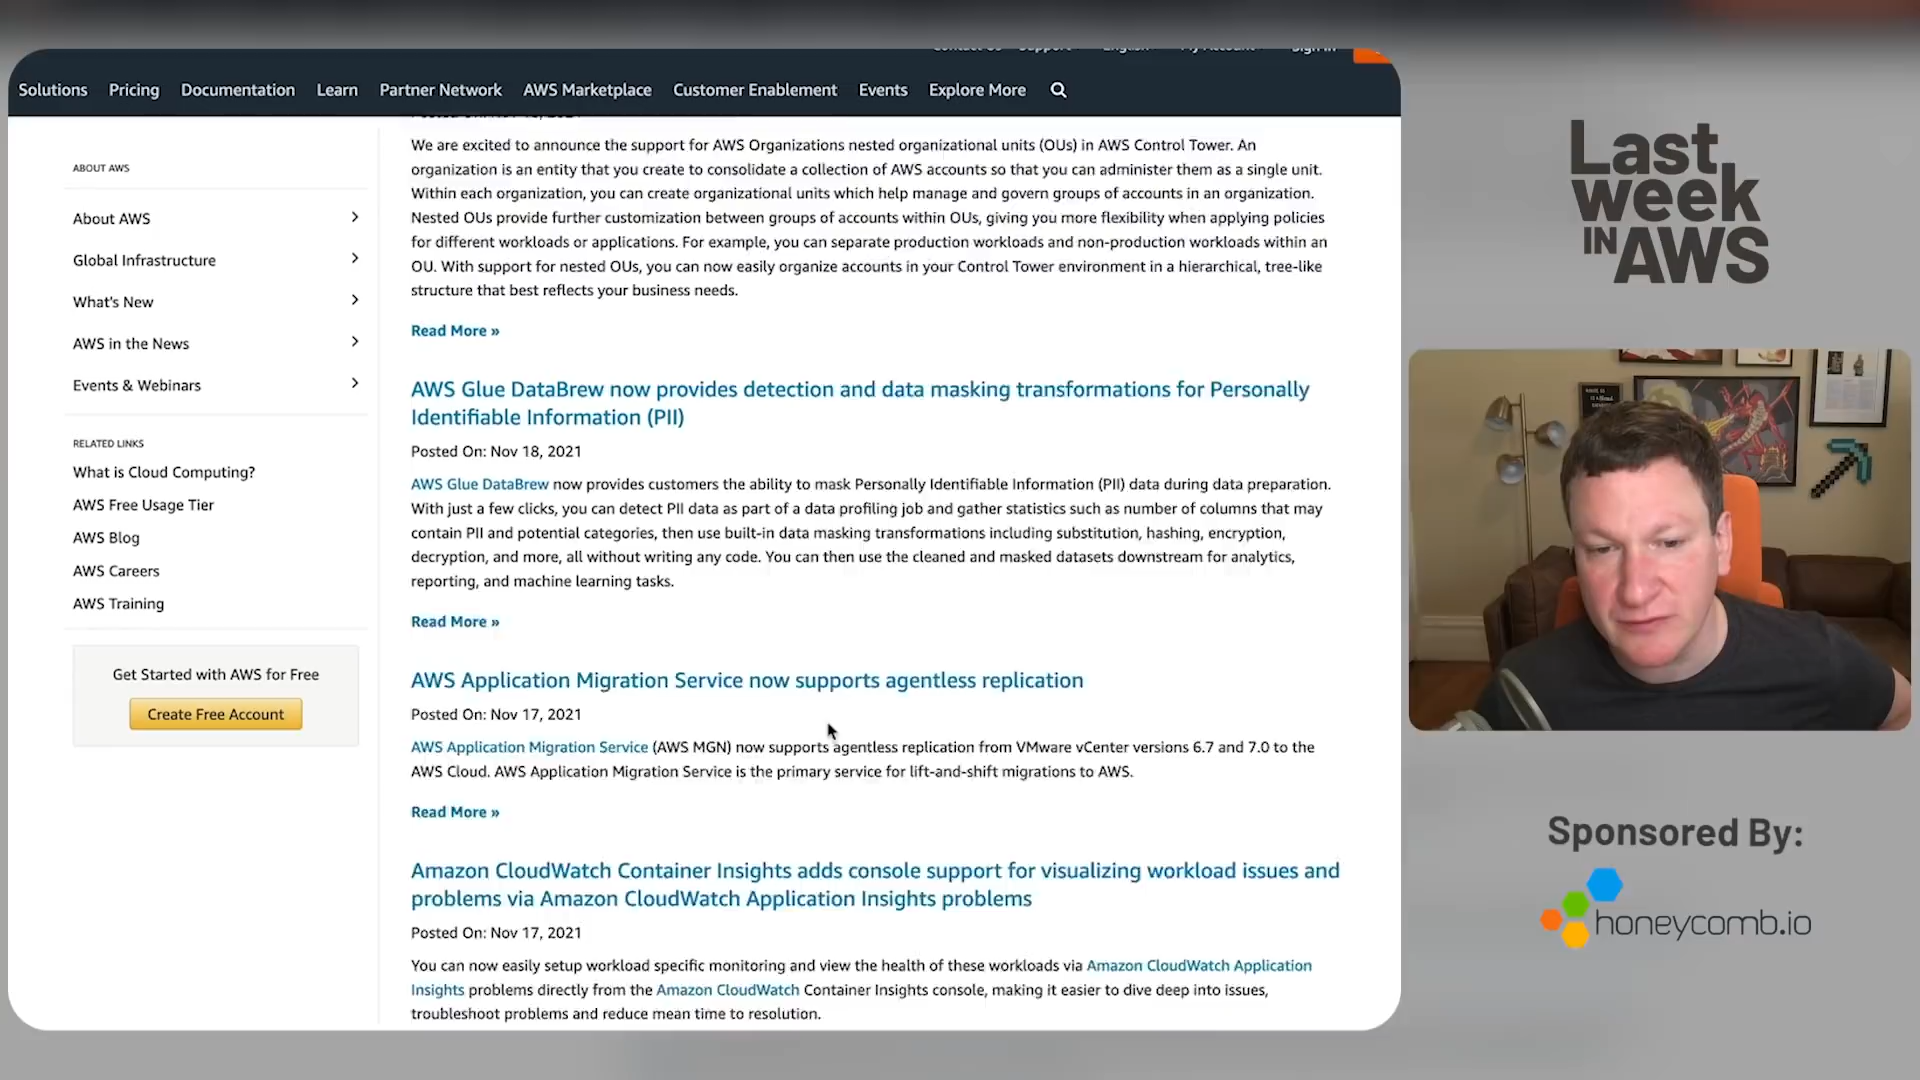 Contact Us Support English My Account Sign In
Solutions Pricing Documentation Learn Partner Network AWS Marketplace Customer Enablement Events Explore More
We are excited to announce the support for AWS Organizations nested organizational units (OUs) in AWS Control Tower. An
organization is an entity that you create to consolidate a collection of AWS accounts so that you can administer them as a single unit.
Within each organization, you can create organizational units which help manage and govern groups of accounts in an organization.
Nested OUs provide further customization between groups of accounts within OUs, giving you more flexibility when applying policies
for different workloads or applications. For example, you can separate production workloads and non-production workloads within an
OU. With support for nested OUs, you can now easily organize accounts in your Control Tower environment in a hierarchical, tree-like
structure that best reflects your business needs.
Read More »
AWS Glue DataBrew now provides detection and data masking transformations for Personally
Identifiable Information (PII)
Posted On: Nov 18, 2021
AWS Glue DataBrew now provides customers the ability to mask Personally Identifiable Information (PII) data during data preparation.
With just a few clicks, you can detect PII data as part of a data profiling job and gather statistics such as number of columns that may
contain PII and potential categories, then use built-in data masking transformations including substitution, hashing, encryption,
decryption, and more, all without writing any code. You can then use the cleaned and masked datasets downstream for analytics,
reporting, and machine learning tasks.
Read More »
AWS Application Migration Service now supports agentless replication
Posted On: Nov 17, 2021
AWS Application Migration Service (AWS MGN) now supports agentless replication from VMware vCenter versions 6.7 and 7.0 to the
AWS Cloud. AWS Application Migration Service is the primary service for lift-and-shift migrations to AWS.
Read More »
Amazon CloudWatch Container Insights adds console support for visualizing workload issues and
problems via Amazon CloudWatch Application Insights problems
Posted On: Nov 17, 2021
You can now easily setup workload specific monitoring and view the health of these workloads via Amazon CloudWatch Application
Insights problems directly from the Amazon CloudWatch Container Insights console, making it easier to dive deep into issues,
troubleshoot problems and reduce mean time to resolution.
ABOUT AWS
About AWS
Global Infrastructure
What's New
AWS in the News
Events & Webinars
RELATED LINKS
What is Cloud Computing?
AWS Free Usage Tier
AWS Blog
AWS Careers
AWS Training
Get Started with AWS for Free
Create Free Account
Last
week
IN AWS
Sponsored By:
honeycomb.io